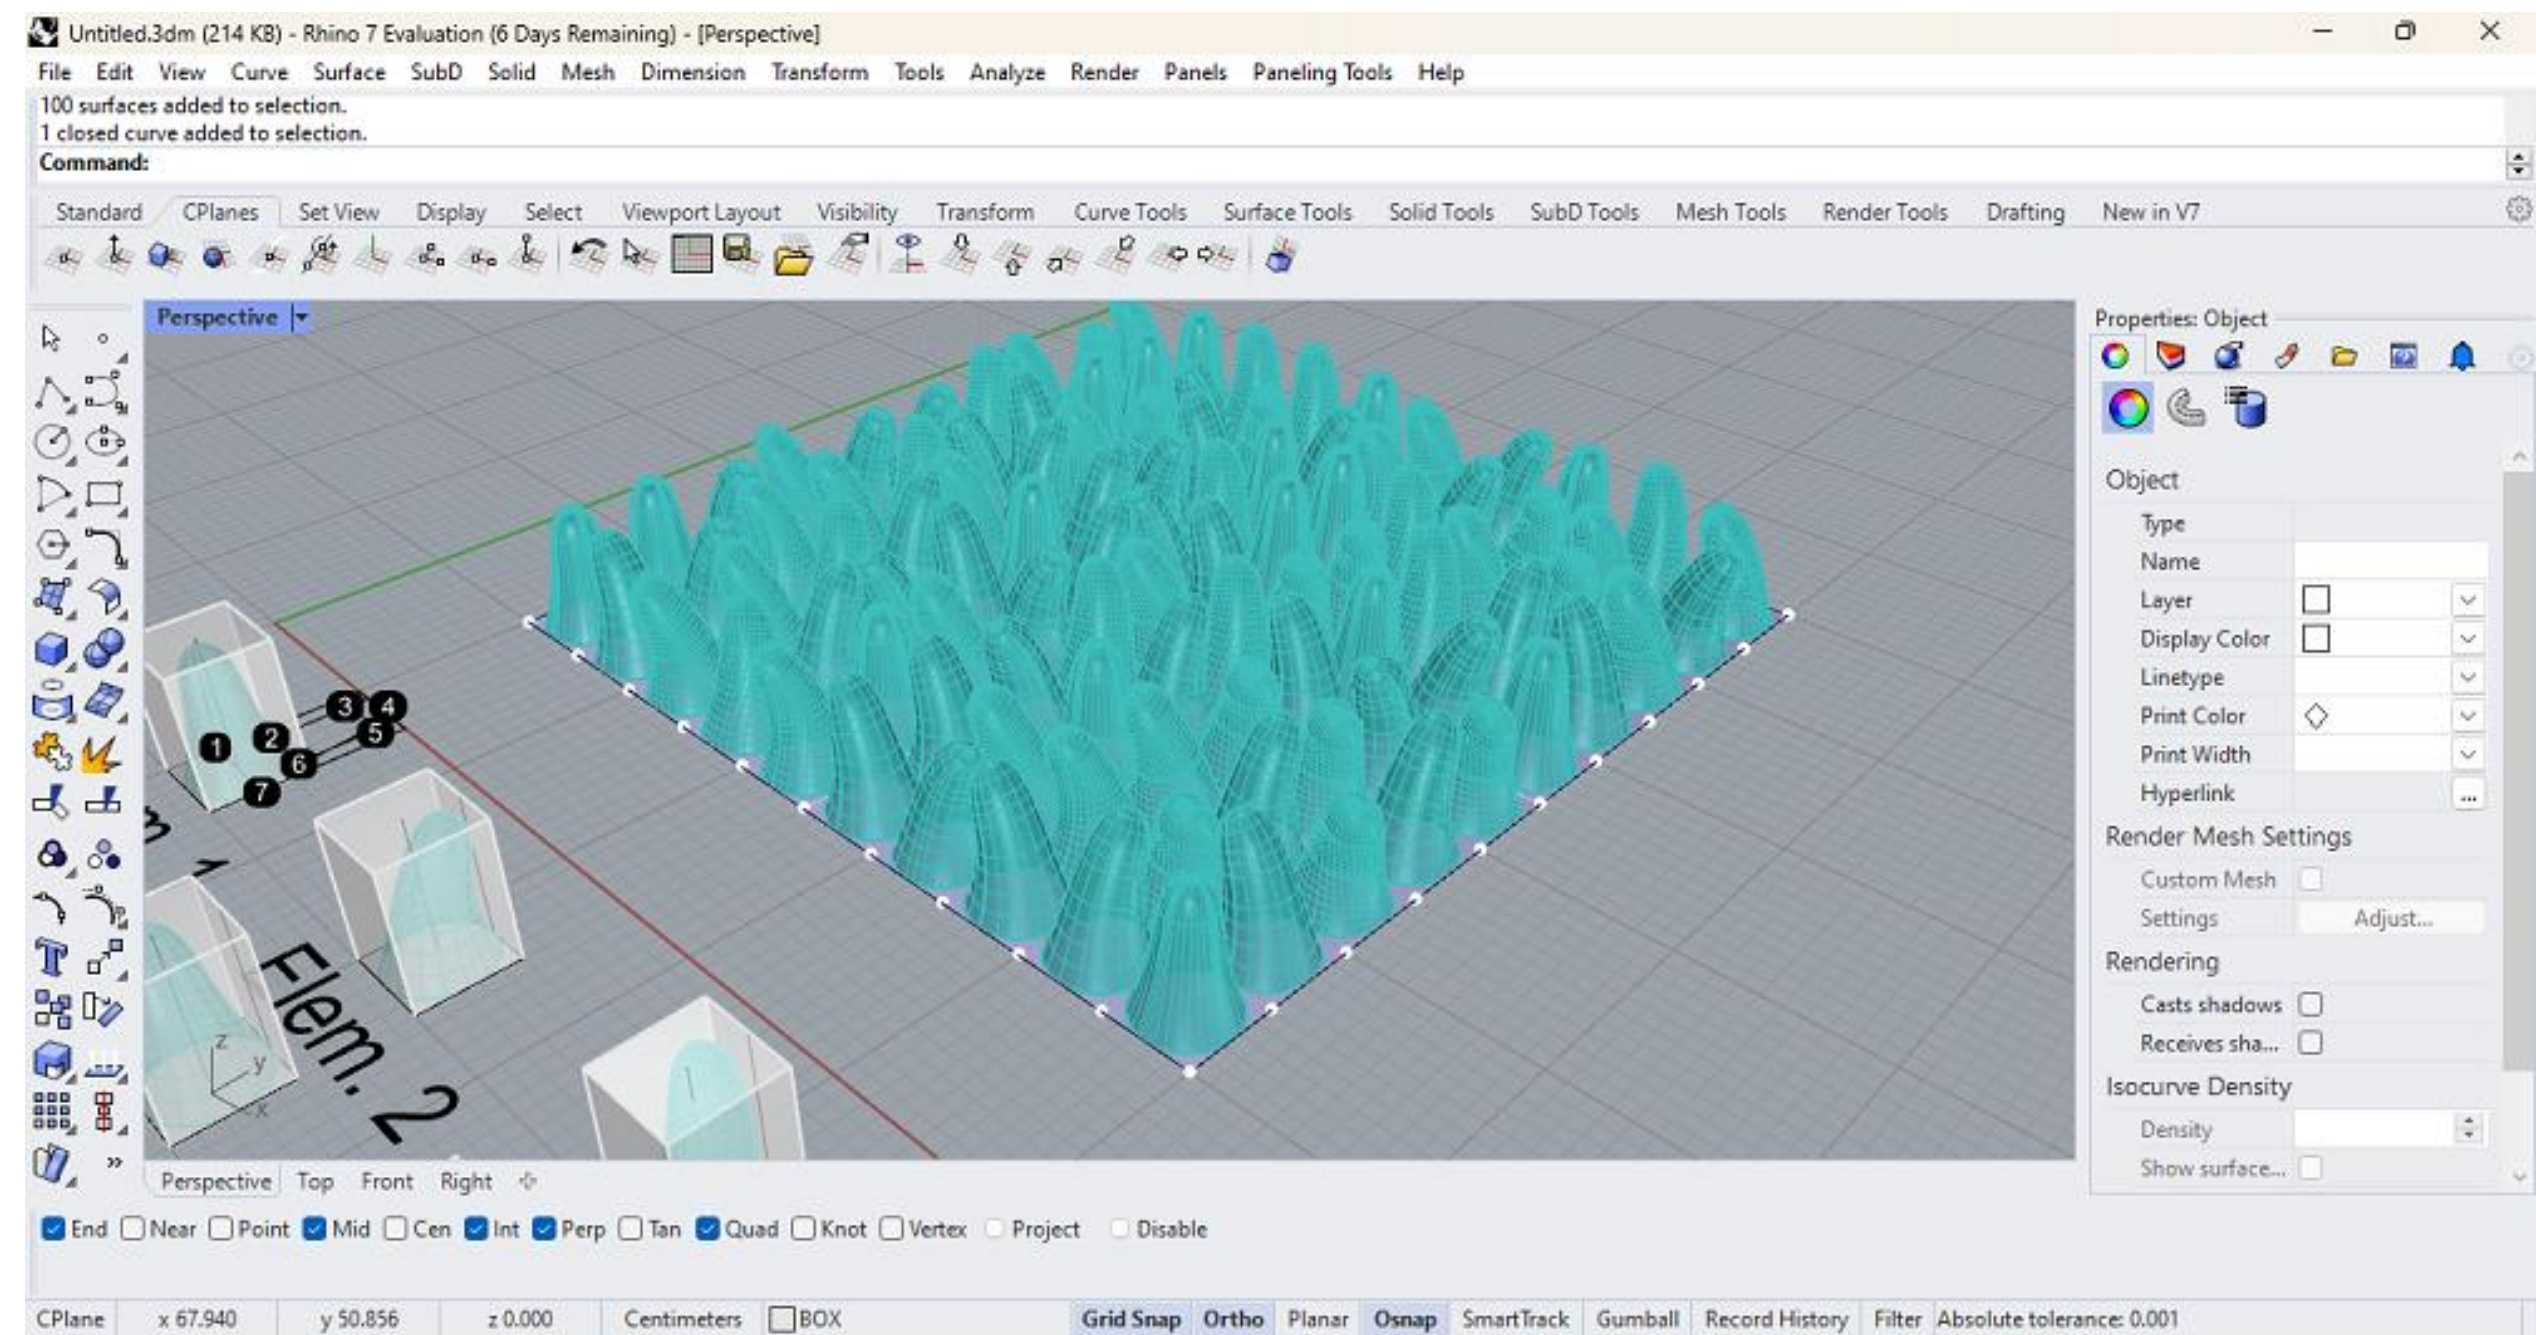 Untitled.3dm (214 KB) - Rhino 7 Evaluation (6 Days Remaining) - [Perspective]
File Edit View Curve Surface SubD Solid Mesh Dimension Transform Tools Analyze Render Panels Paneling Tools Help
100 surfaces added to selection.
1 closed curve added to selection.
Command:
Standard CPlanes Set View Display Select Viewport Layout Visibility Transform Curve Tools Surface Tools Solid Tools SubD Tools Mesh Tools Render Tools Drafting New in V7
Perspective
Properties: Object
Object
Type
Name
Layer
Display Color
Linetype
Print Color
Print Width
Hyperlink
...
Render Mesh Settings
Custom Mesh
Settings Adjust...
Rendering
Casts shadows
Receives sha...
Isocurve Density
Density
Show surface...
3 4
1 2 5
6
7
m 1
Flem. 2
z
y
x
Perspective Top Front Right
End Near Point Mid Cen Int Perp Tan Quad Knot Vertex Project Disable
CPlane x 67.940 y 50.856 z 0.000 Centimeters BOX Grid Snap Ortho Planar Osnap SmartTrack Gumball Record History Filter Absolute tolerance: 0.001